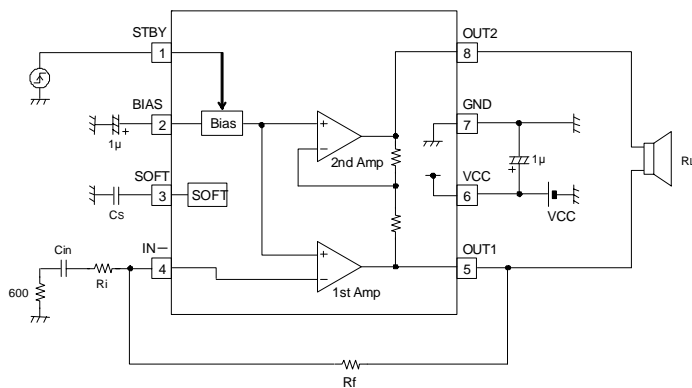 STBY
1
OUT2
8
BIAS
2
1µ
+
Bias
GND
7
+
−
2nd Amp
1µ
+
RL
SOFT
3
SOFT
Cs
VCC
6
VCC
IN−
4
Cin
Ri
600
+
−
1st Amp
OUT1
5
Rf